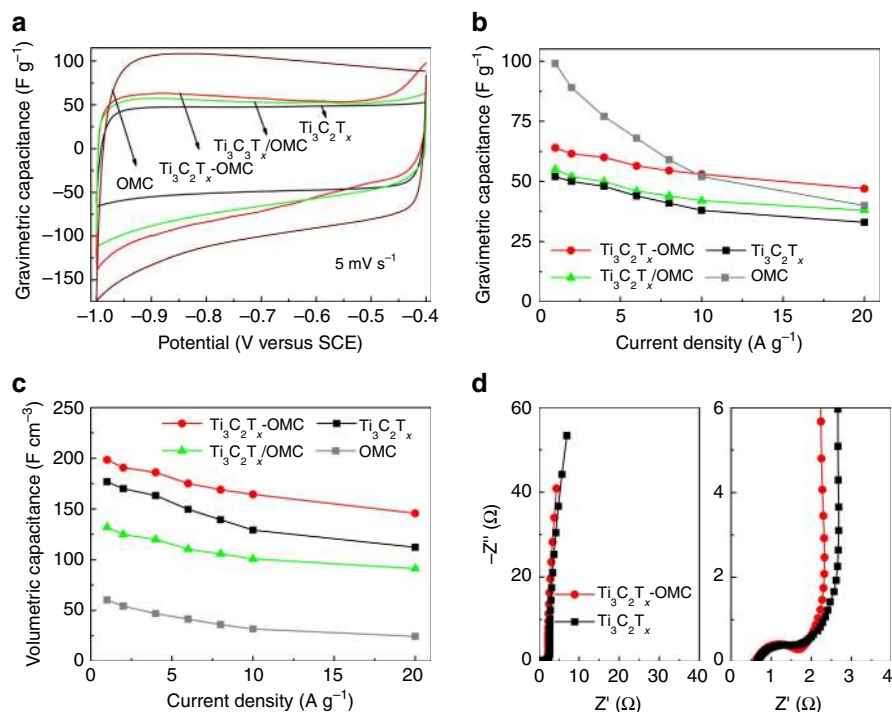 a
Gravimetric capacitance (F g⁻¹)
100
50
0
−50
−100
−150
OMC
Ti₃C₂Tₓ-OMC
Ti₃C₃Tₓ/OMC
Ti₃C₂Tₓ
5 mV s⁻¹
−1.0 −0.9 −0.8 −0.7 −0.6 −0.5 −0.4
Potential (V versus SCE)
b
Gravimetric capacitance (F g⁻¹)
100
75
50
25
0
Ti₃C₂Tₓ-OMC Ti₃C₂Tₓ
Ti₃C₂Tₓ/OMC OMC
0 5 10 15 20
Current density (A g⁻¹)
c
Volumetric capacitance (F cm⁻³)
250
200
150
100
50
0
Ti₃C₂Tₓ-OMC Ti₃C₂Tₓ
Ti₃C₂Tₓ/OMC OMC
0 5 10 15 20
Current density (A g⁻¹)
d
−Z'' (Ω)
60
40
20
0
Ti₃C₂Tₓ-OMC
Ti₃C₂Tₓ
0 10 20 30 40
Z' (Ω)
6
4
2
0
0 1 2 3 4
Z' (Ω)